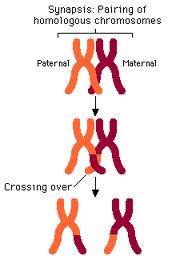 Synapsis: Pairing of
homologous chromosomes
Paternal
Maternal
Crossing over